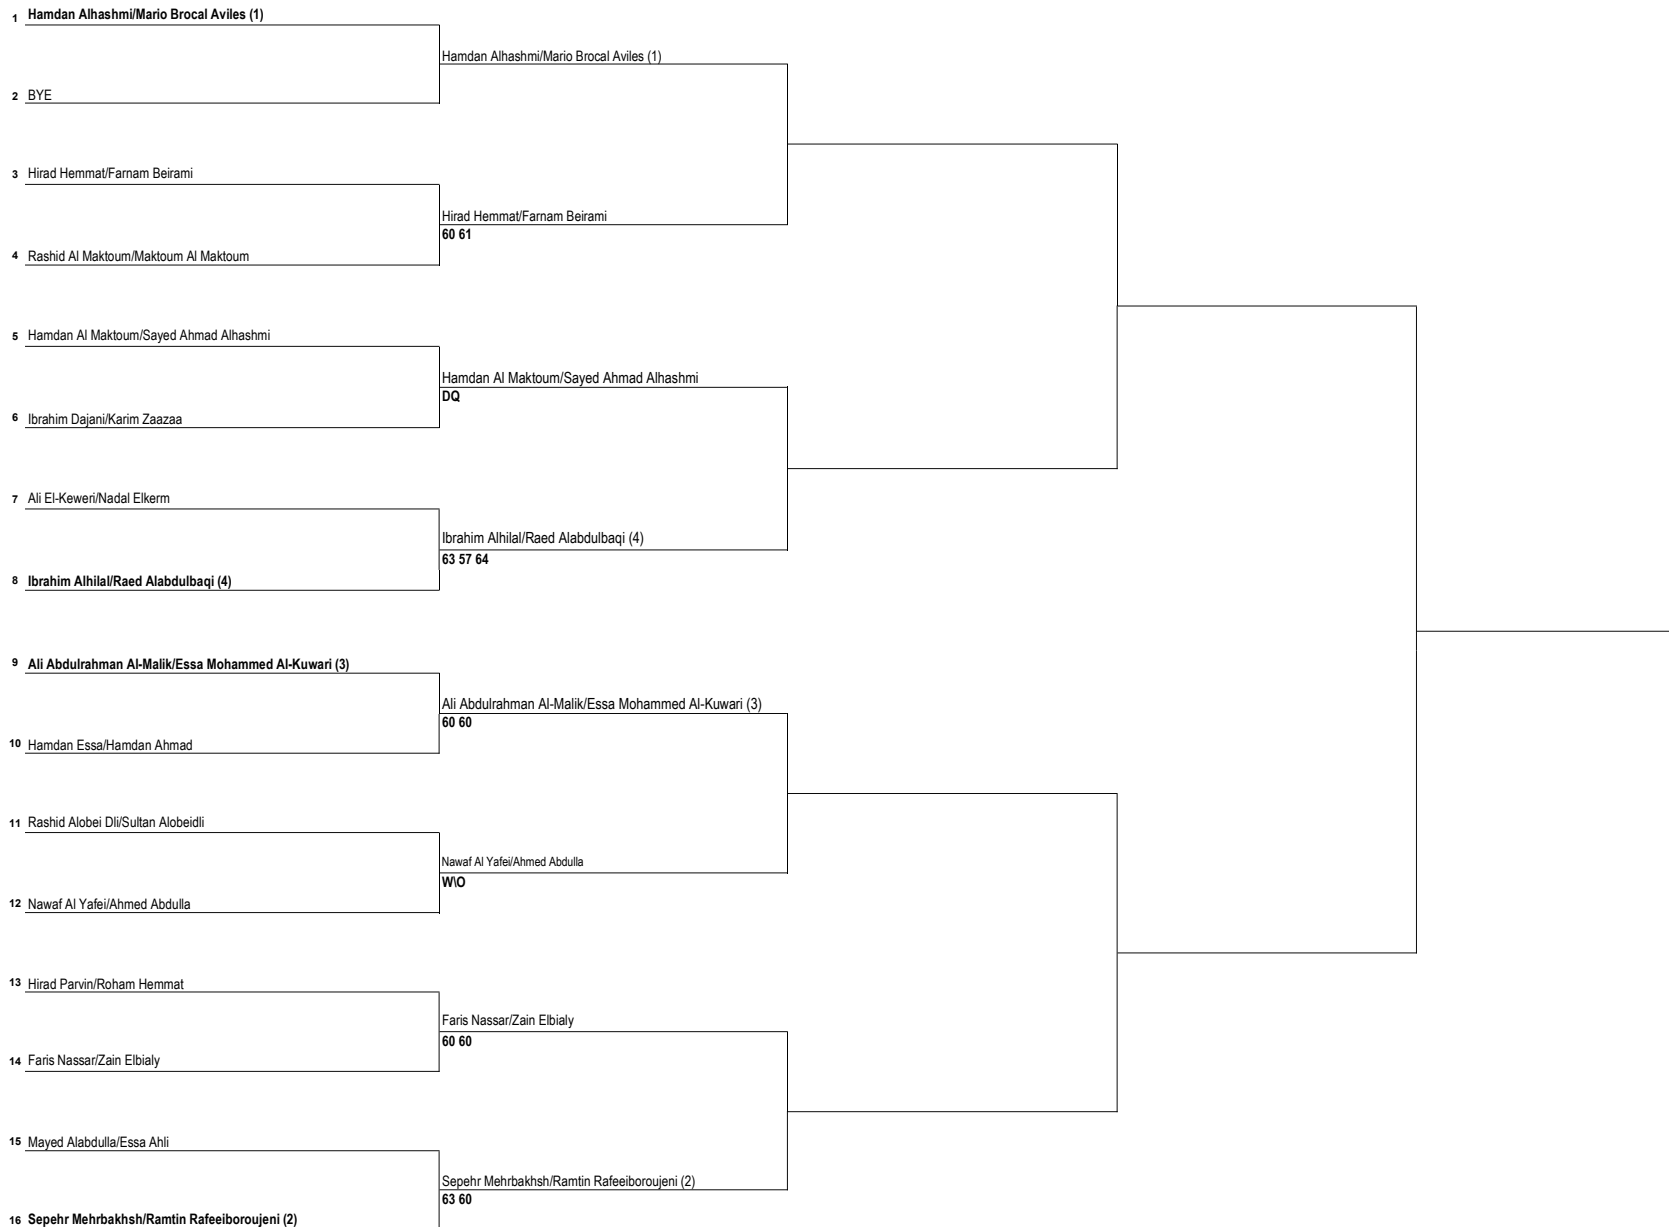 1 Hamdan Alhashmi/Mario Brocal Aviles (1)
Hamdan Alhashmi/Mario Brocal Aviles (1)
2 BYE
3 Hirad Hemmat/Farnam Beirami
Hirad Hemmat/Farnam Beirami
60 61
4 Rashid Al Maktoum/Maktoum Al Maktoum
5 Hamdan Al Maktoum/Sayed Ahmad Alhashmi
Hamdan Al Maktoum/Sayed Ahmad Alhashmi
DQ
6 Ibrahim Dajani/Karim Zaazaa
7 Ali El-Keweri/Nadal Elkerm
Ibrahim Alhilal/Raed Alabdulbaqi (4)
63 57 64
8 Ibrahim Alhilal/Raed Alabdulbaqi (4)
9 Ali Abdulrahman Al-Malik/Essa Mohammed Al-Kuwari (3)
Ali Abdulrahman Al-Malik/Essa Mohammed Al-Kuwari (3)
60 60
10 Hamdan Essa/Hamdan Ahmad
11 Rashid Alobei Dli/Sultan Alobeidli
Nawaf Al Yafei/Ahmed Abdulla
W\O
12 Nawaf Al Yafei/Ahmed Abdulla
13 Hirad Parvin/Roham Hemmat
Faris Nassar/Zain Elbialy
60 60
14 Faris Nassar/Zain Elbialy
15 Mayed Alabdulla/Essa Ahli
Sepehr Mehrbakhsh/Ramtin Rafeeiboroujeni (2)
63 60
16 Sepehr Mehrbakhsh/Ramtin Rafeeiboroujeni (2)